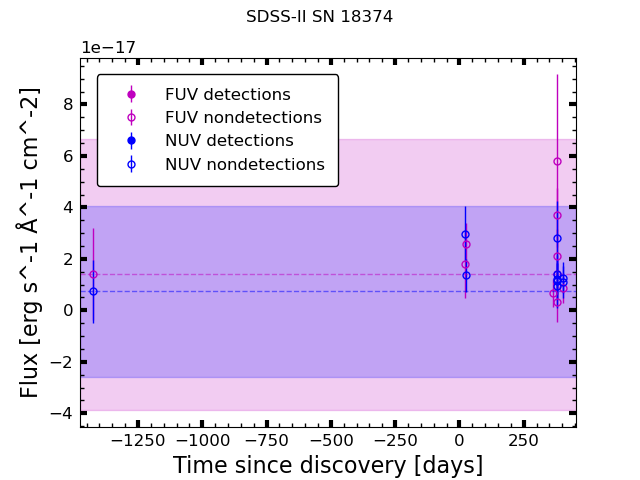 SDSS-II SN 18374
1e−17
FUV detections
FUV nondetections
NUV detections
NUV nondetections
8
6
4
2
0
−2
−4
Flux [erg s^-1 Å^-1 cm^-2]
−1250 −1000 −750 −500 −250 0 250
Time since discovery [days]